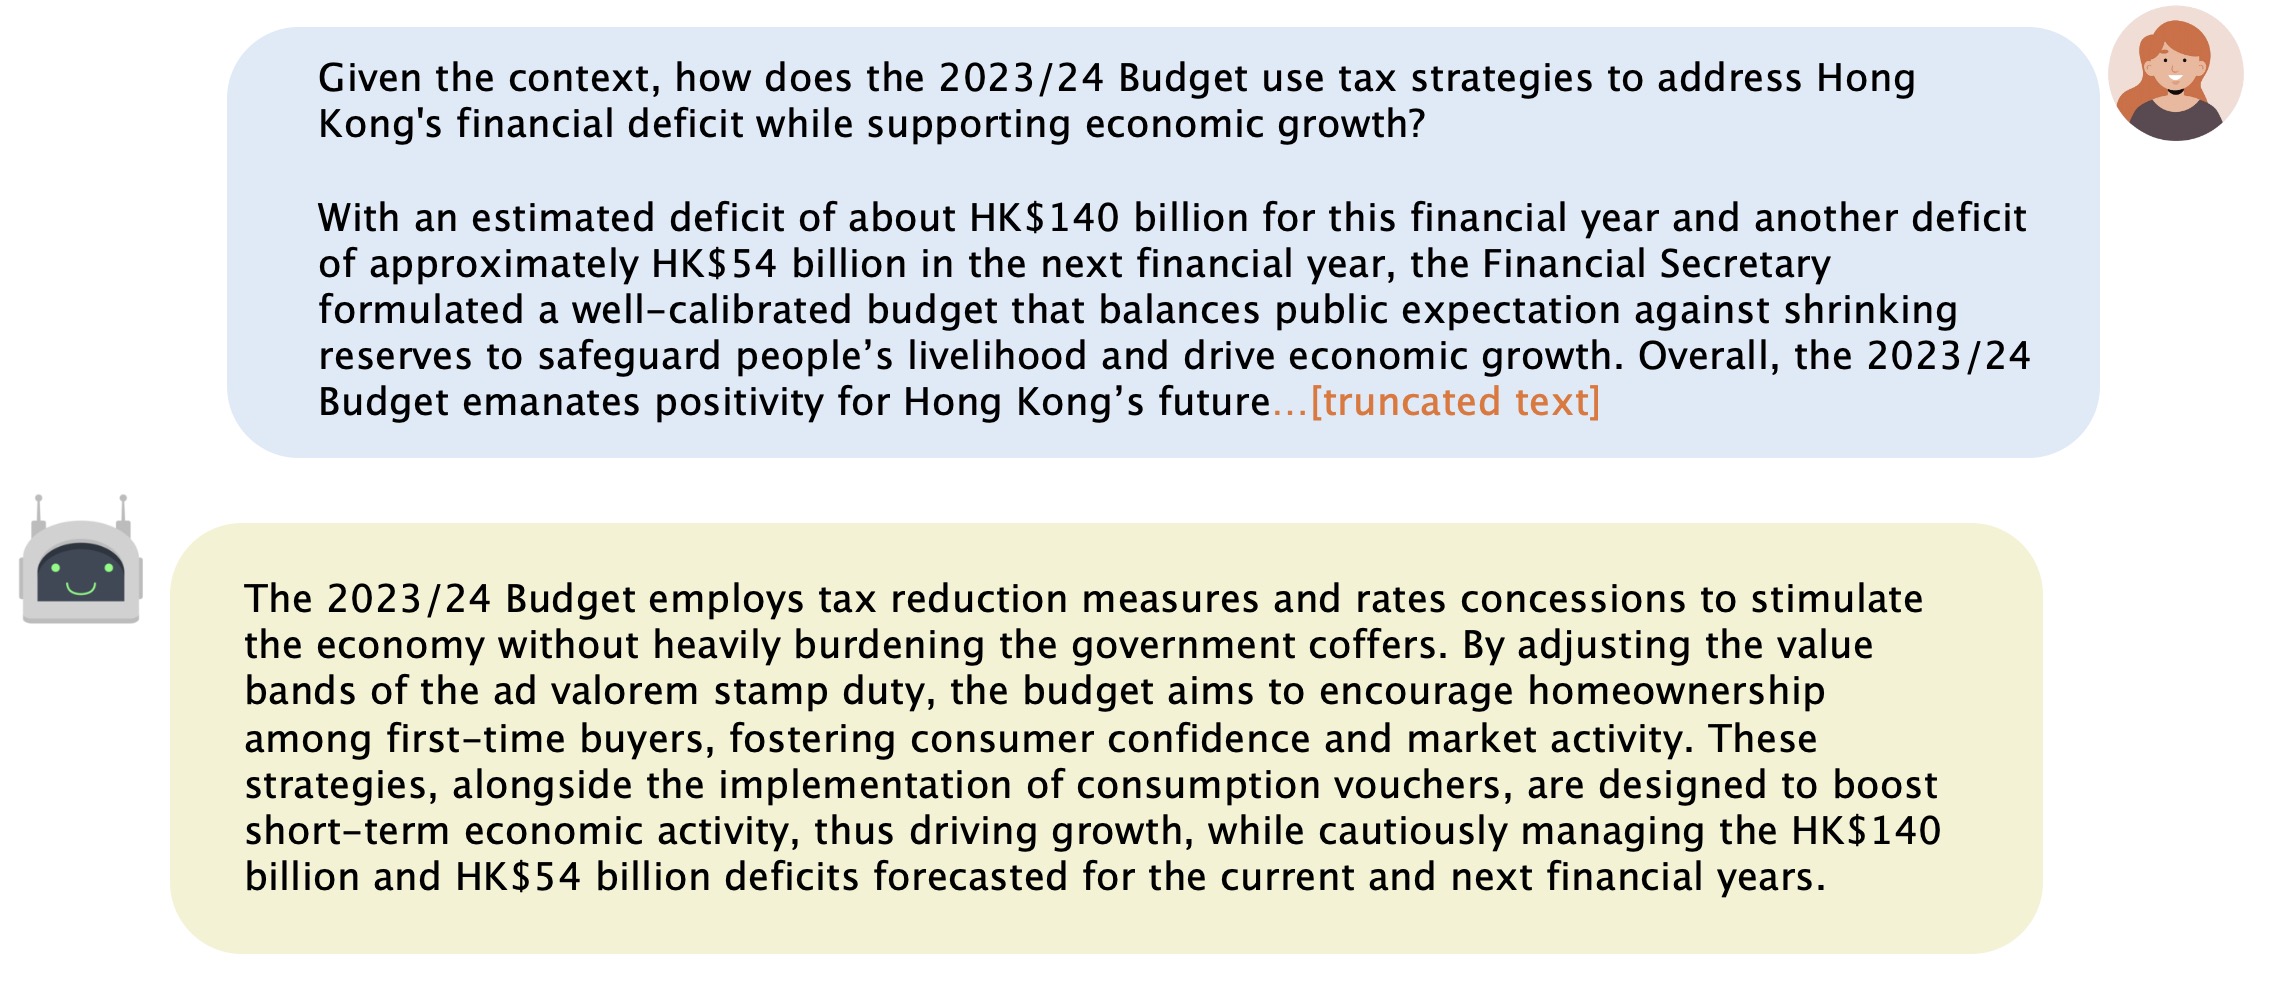 Given the context, how does the 2023/24 Budget use tax strategies to address Hong
Kong's financial deficit while supporting economic growth?
With an estimated deficit of about HK$140 billion for this financial year and another deficit
of approximately HK$54 billion in the next financial year, the Financial Secretary
formulated a well-calibrated budget that balances public expectation against shrinking
reserves to safeguard people’s livelihood and drive economic growth. Overall, the 2023/24
Budget emanates positivity for Hong Kong’s future...[truncated text]
The 2023/24 Budget employs tax reduction measures and rates concessions to stimulate
the economy without heavily burdening the government coffers. By adjusting the value
bands of the ad valorem stamp duty, the budget aims to encourage homeownership
among first-time buyers, fostering consumer confidence and market activity. These
strategies, alongside the implementation of consumption vouchers, are designed to boost
short-term economic activity, thus driving growth, while cautiously managing the HK$140
billion and HK$54 billion deficits forecasted for the current and next financial years.